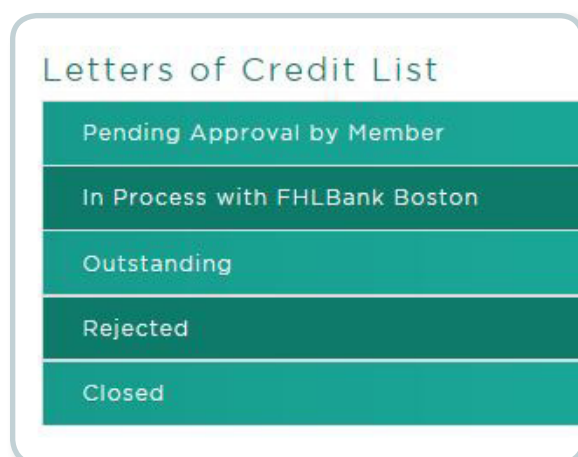 Letters of Credit List
Pending Approval by Member
In Process with FHLBank Boston
Outstanding
Rejected
Closed